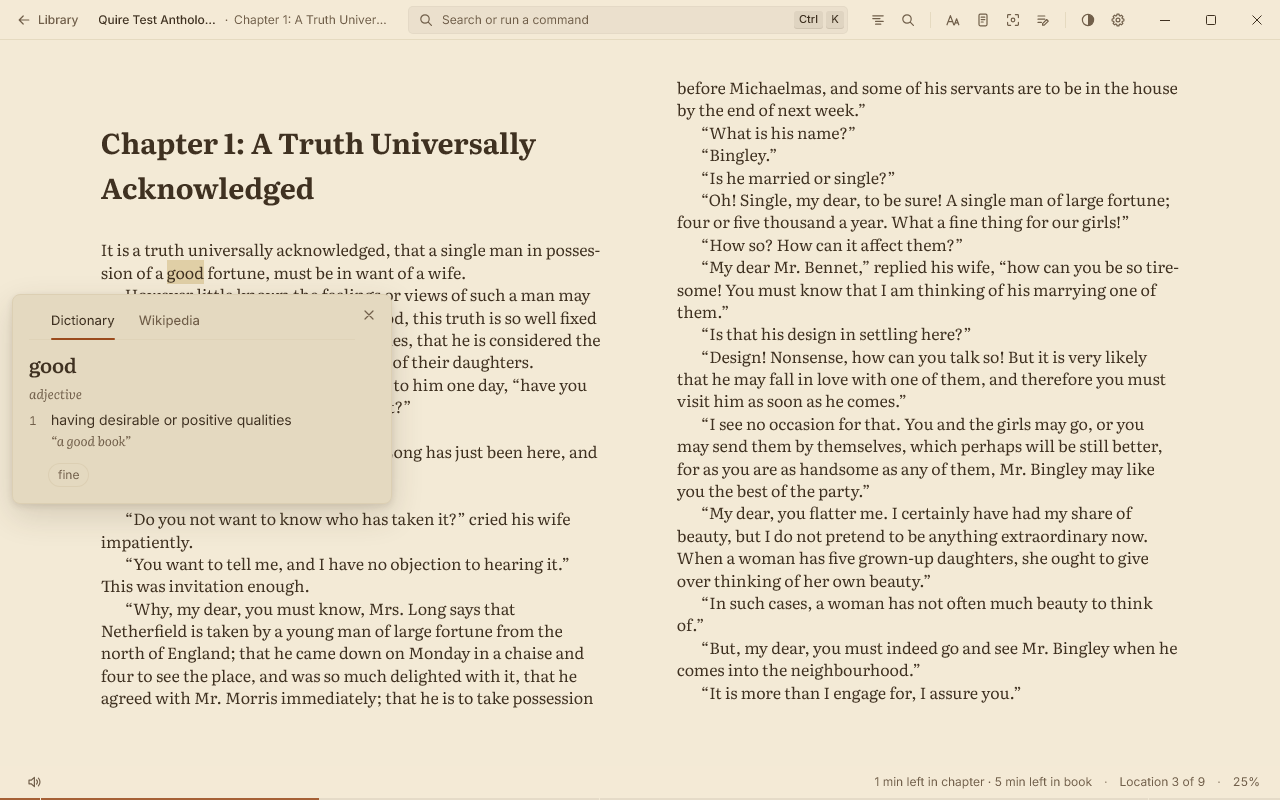 Library
Quire Test Antholo... · Chapter 1: A Truth Univer...
Search or run a command
Ctrl K
Chapter 1: A Truth Universally
Acknowledged
It is a truth universally acknowledged, that a single man in posses-
sion of a good fortune, must be in want of a wife.
However little known the feelings or views of such a man may
od, this truth is so well fixed
es, that he is considered the
of their daughters.
to him one day, “have you
t?”
ong has just been here, and
Dictionary Wikipedia
good
adjective
1 having desirable or positive qualities
“a good book”
fine
“Do you not want to know who has taken it?” cried his wife
impatiently.
“You want to tell me, and I have no objection to hearing it.”
This was invitation enough.
“Why, my dear, you must know, Mrs. Long says that
Netherfield is taken by a young man of large fortune from the
north of England; that he came down on Monday in a chaise and
four to see the place, and was so much delighted with it, that he
agreed with Mr. Morris immediately; that he is to take possession
before Michaelmas, and some of his servants are to be in the house
by the end of next week.”
“What is his name?”
“Bingley.”
“Is he married or single?”
“Oh! Single, my dear, to be sure! A single man of large fortune;
four or five thousand a year. What a fine thing for our girls!”
“How so? How can it affect them?”
“My dear Mr. Bennet,” replied his wife, “how can you be so tire-
some! You must know that I am thinking of his marrying one of
them.”
“Is that his design in settling here?”
“Design! Nonsense, how can you talk so! But it is very likely
that he may fall in love with one of them, and therefore you must
visit him as soon as he comes.”
“I see no occasion for that. You and the girls may go, or you
may send them by themselves, which perhaps will be still better,
for as you are as handsome as any of them, Mr. Bingley may like
you the best of the party.”
“My dear, you flatter me. I certainly have had my share of
beauty, but I do not pretend to be anything extraordinary now.
When a woman has five grown-up daughters, she ought to give
over thinking of her own beauty.”
“In such cases, a woman has not often much beauty to think
of.”
“But, my dear, you must indeed go and see Mr. Bingley when he
comes into the neighbourhood.”
“It is more than I engage for, I assure you.”
1 min left in chapter · 5 min left in book · Location 3 of 9 · 25%